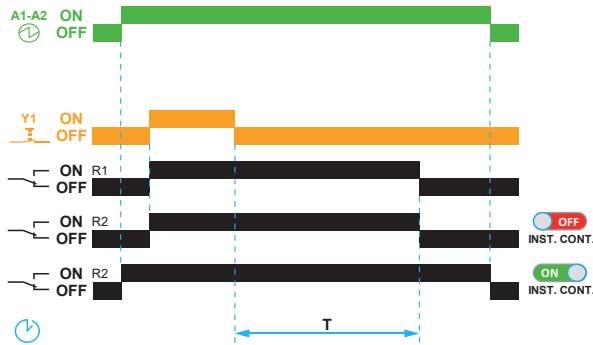 A1-A2 ON
OFF
Y1 ON
OFF
ON R1
OFF
ON R2
OFF
OFF
INST. CONT.
ON R2
OFF
ON
INST. CONT.
T